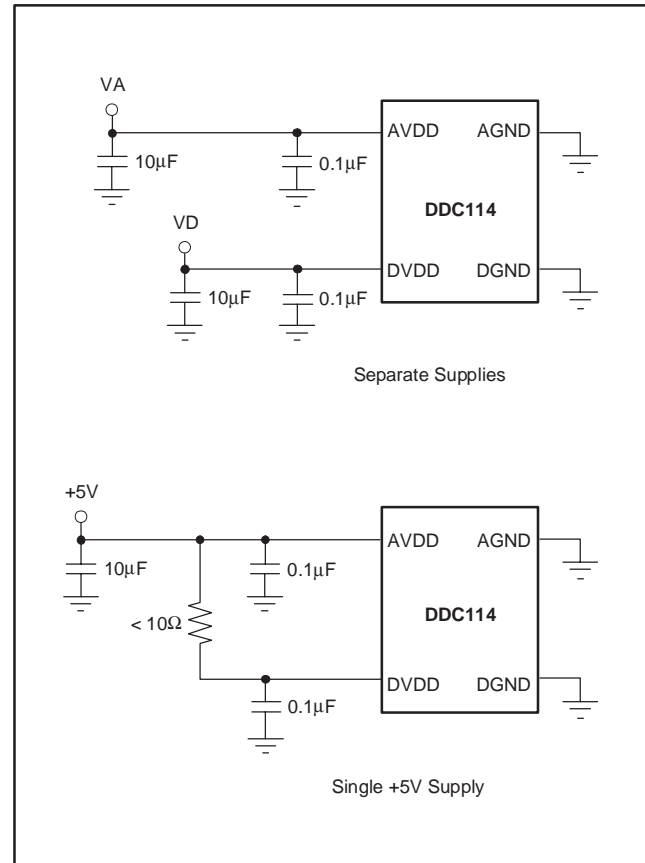 VA
AVDD AGND
10μF 0.1μF
DDC114
VD
DVDD DGND
10μF 0.1μF
Separate Supplies
+5V
AVDD AGND
10μF 0.1μF
< 10Ω DDC114
DVDD DGND
0.1μF
Single +5V Supply